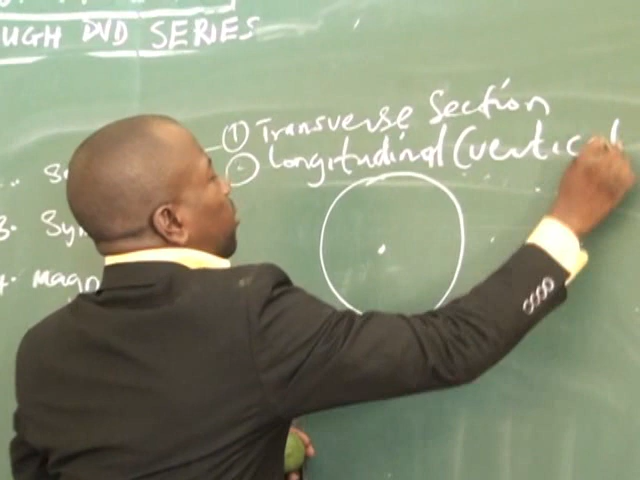 UGH DVD SERIES
① Transverse Section
② Longitudinal (vertical
3. Sy
4. Magn